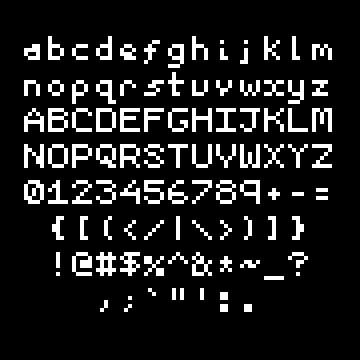 abcdefghijklm
nopqrstuvwxyz
ABCDEFGHIJKLM
NOPQRSTUVWXYZ
0123456789+-=
{[(</|\>)]}
!@#$%^&*~_?
,;`"':.